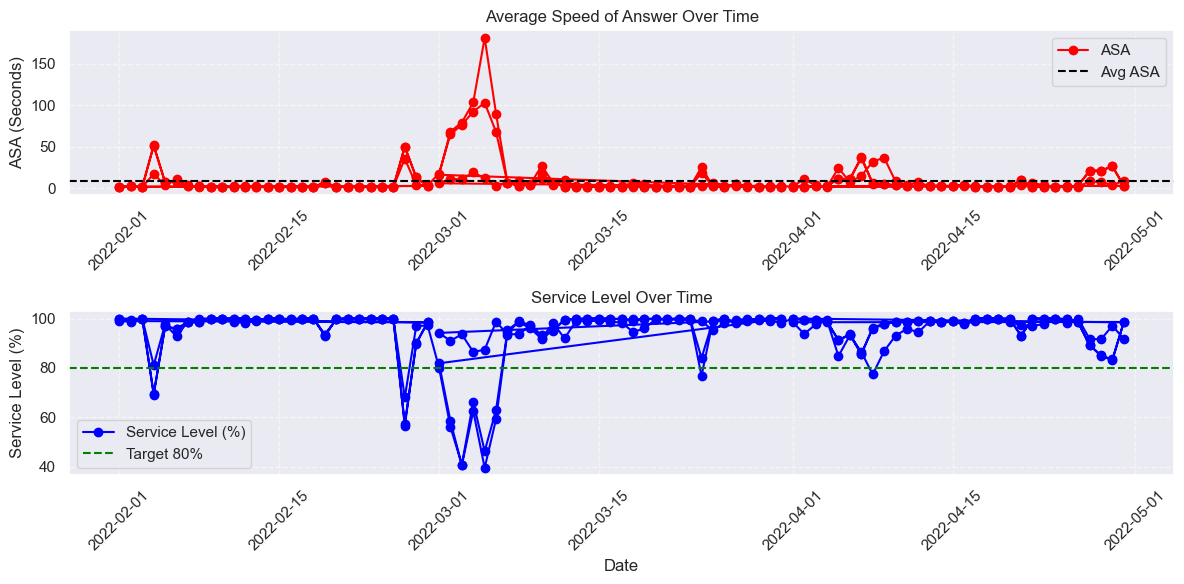 Average Speed of Answer Over Time
ASA (Seconds)
150
100
50
0
ASA
Avg ASA
2022-02-01
2022-02-15
2022-03-01
2022-03-15
2022-04-01
2022-04-15
2022-05-01
Service Level Over Time
Service Level (%)
100
80
60
40
Service Level (%)
Target 80%
2022-02-01
2022-02-15
2022-03-01
2022-03-15
2022-04-01
2022-04-15
2022-05-01
Date